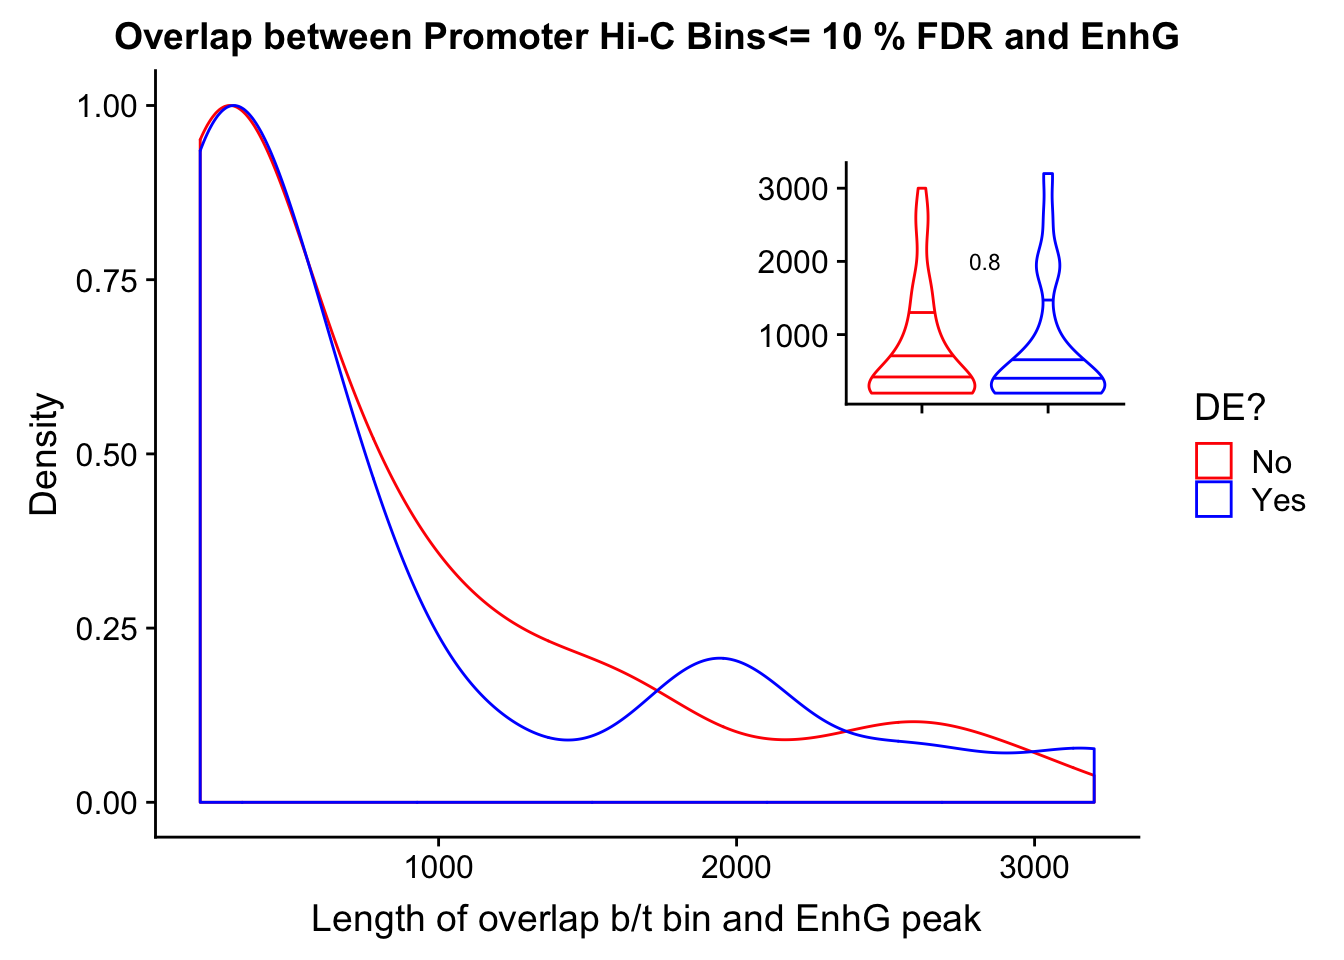 Overlap between Promoter Hi-C Bins<= 10 % FDR and EnhG
1.00
0.75
0.50
0.25
0.00
Density
1000
2000
3000
Length of overlap b/t bin and EnhG peak
3000
2000
1000
0.8
DE?
No
Yes